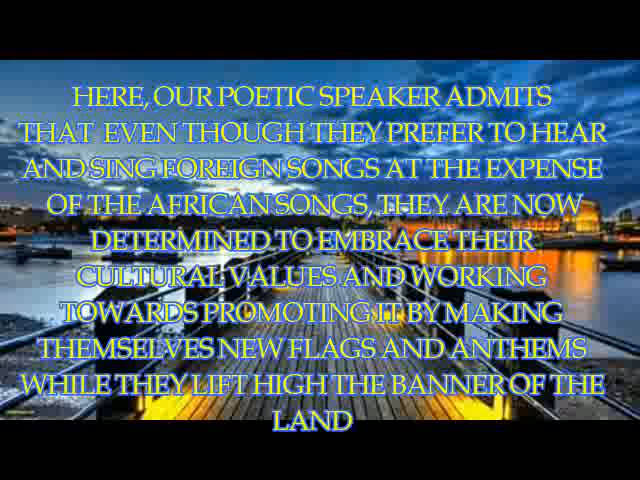 HERE, OUR POETIC SPEAKER ADMITS
THAT EVEN THOUGH THEY PREFER TO HEAR
AND SING FOREIGN SONGS AT THE EXPENSE
OF THE AFRICAN SONGS, THEY ARE NOW
DETERMINED TO EMBRACE THEIR
CULTURAL VALUES AND WORKING
TOWARDS PROMOTING IT BY MAKING
THEMSELVES NEW FLAGS AND ANTHEMS
WHILE THEY LIFT HIGH THE BANNER OF THE
LAND